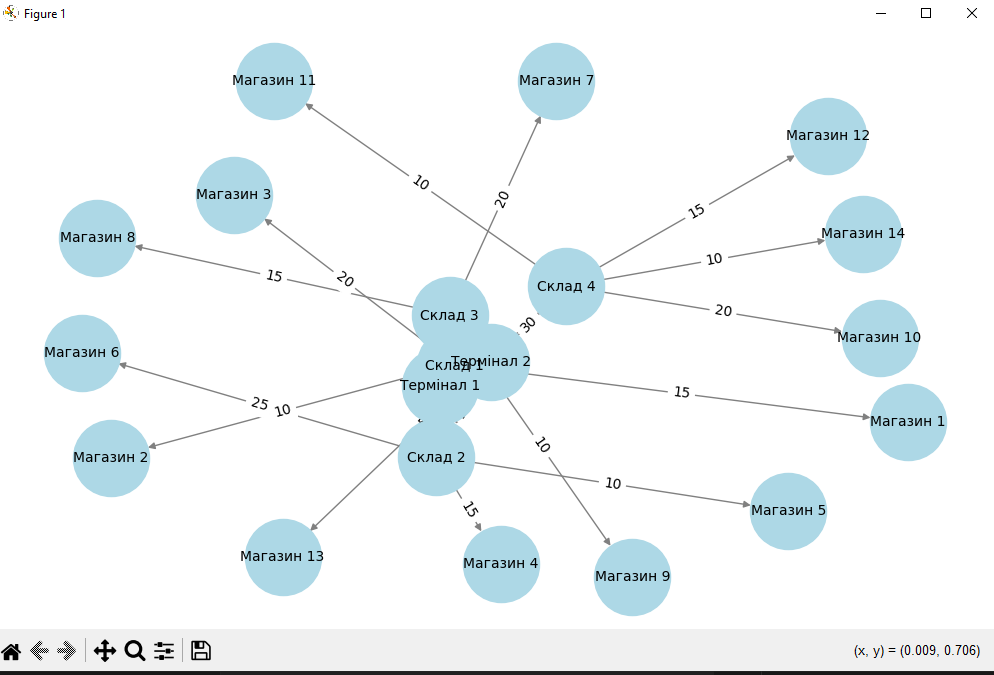 Figure 1
Магазин 11
Магазин 7
Магазин 12
10
Магазин 3
20
15
Магазин 14
Магазин 8
10
15
20
Склад 4
Склад 3
20
30
Магазин 10
Магазин 6
Склад 1
Термінал 2
Термінал 1
15
25
10
Магазин 1
10
Магазин 2
Склад 2
10
15
Магазин 5
Магазин 13
Магазин 4
Магазин 9
(x, y) = (0.009, 0.706)